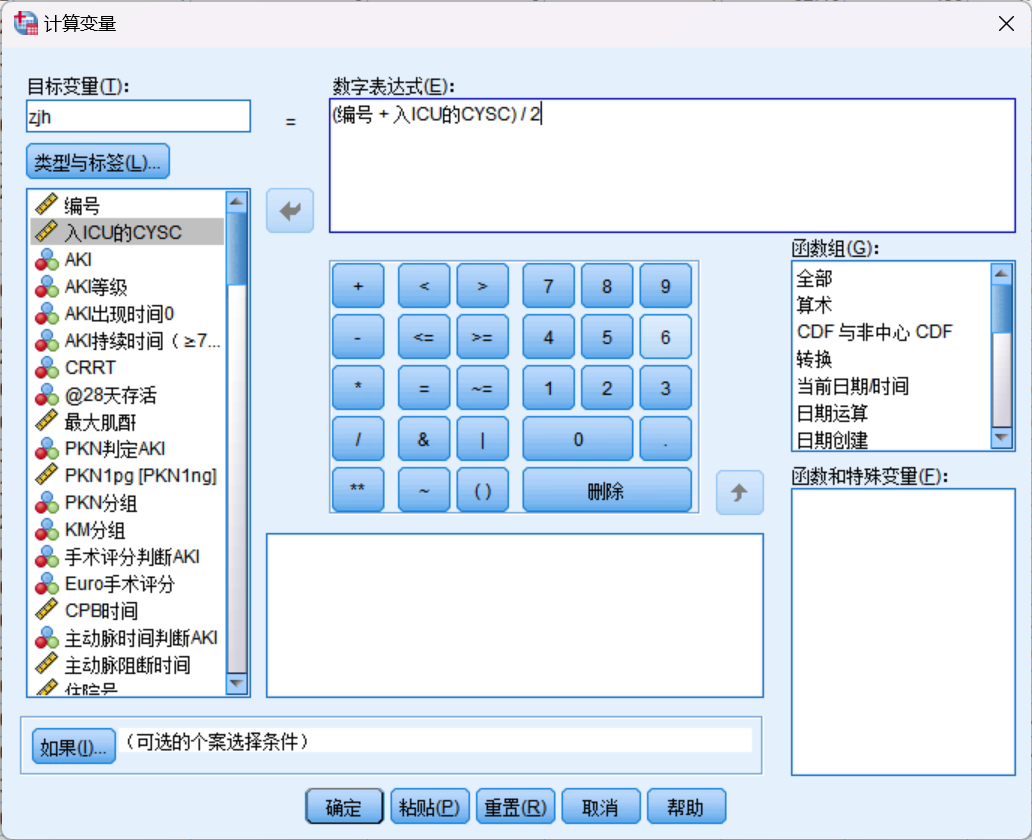 计算变量
目标变量(T):
zjh
=
类型与标签(L)...
数字表达式(E):
(编号 + 入ICU的CYSC) / 2
编号
入ICU的CYSC
AKI
AKI等级
AKI出现时间0
AKI持续时间（≥7...
CRRT
@28天存活
最大肌酐
PKN判定AKI
PKN1pg [PKN1ng]
PKN分组
KM分组
手术评分判断AKI
Euro手术评分
CPB时间
主动脉时间判断AKI
主动脉阻断时间
住院号
+ < > 7 8 9
- <= >= 4 5 6
* = ~= 1 2 3
/ & | 0 .
** ~ ( ) 删除
函数组(G):
全部
算术
CDF 与非中心 CDF
转换
当前日期/时间
日期运算
日期创建
函数和特殊变量(F):
如果(I)...
（可选的个案选择条件）
确定 粘贴(P) 重置(R) 取消 帮助